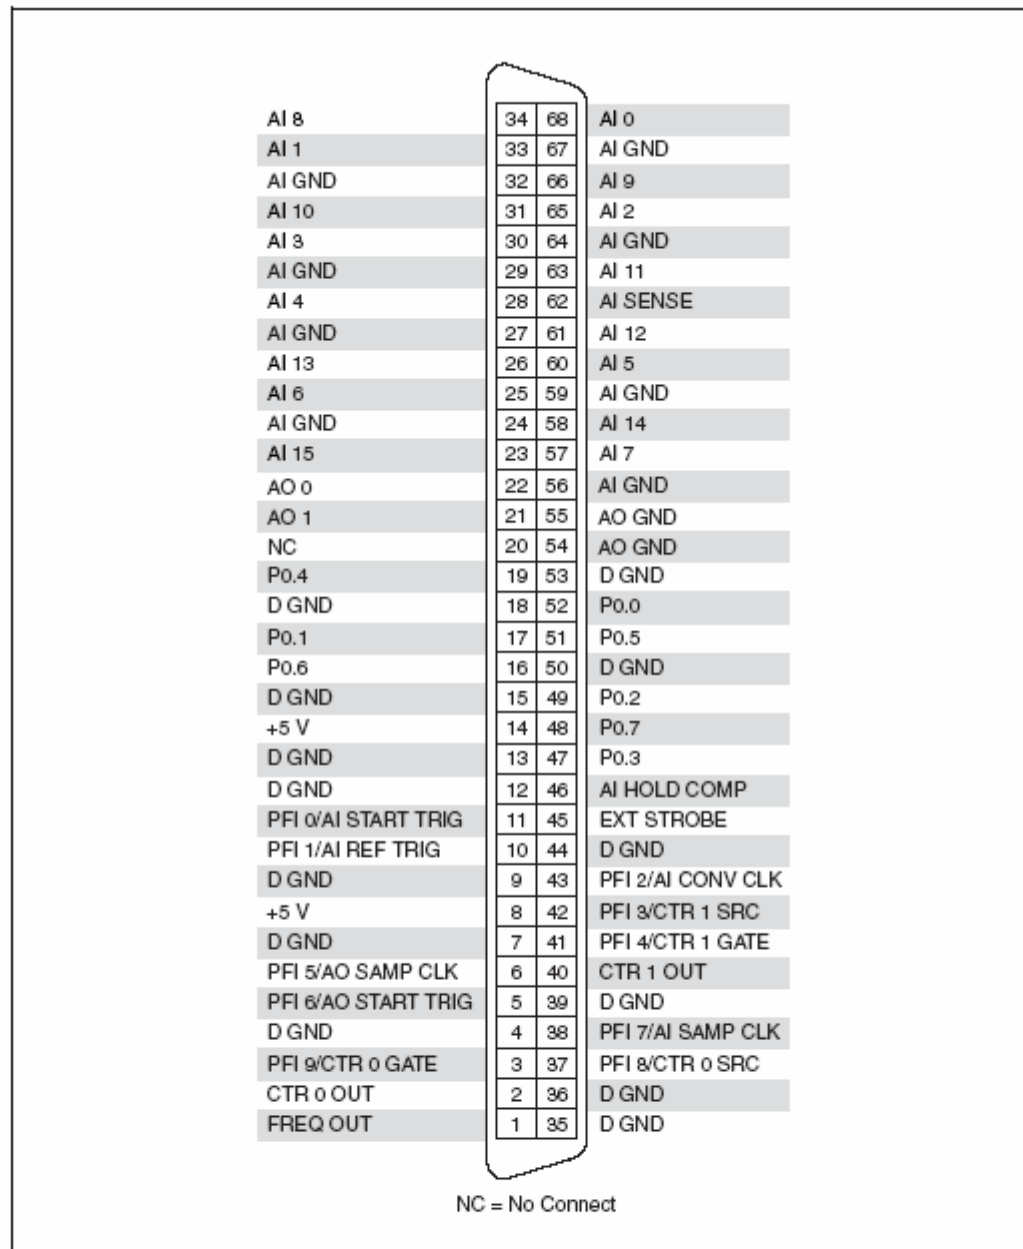 AI 8 34 68 AI 0
AI 1 33 67 AI GND
AI GND 32 66 AI 9
AI 10 31 65 AI 2
AI 3 30 64 AI GND
AI GND 29 63 AI 11
AI 4 28 62 AI SENSE
AI GND 27 61 AI 12
AI 13 26 60 AI 5
AI 6 25 59 AI GND
AI GND 24 58 AI 14
AI 15 23 57 AI 7
AO 0 22 56 AI GND
AO 1 21 55 AO GND
NC 20 54 AO GND
P0.4 19 53 D GND
D GND 18 52 P0.0
P0.1 17 51 P0.5
P0.6 16 50 D GND
D GND 15 49 P0.2
+5 V 14 48 P0.7
D GND 13 47 P0.3
D GND 12 46 AI HOLD COMP
PFI 0/AI START TRIG 11 45 EXT STROBE
PFI 1/AI REF TRIG 10 44 D GND
D GND 9 43 PFI 2/AI CONV CLK
+5 V 8 42 PFI 3/CTR 1 SRC
D GND 7 41 PFI 4/CTR 1 GATE
PFI 5/AO SAMP CLK 6 40 CTR 1 OUT
PFI 6/AO START TRIG 5 39 D GND
D GND 4 38 PFI 7/AI SAMP CLK
PFI 9/CTR 0 GATE 3 37 PFI 8/CTR 0 SRC
CTR 0 OUT 2 36 D GND
FREQ OUT 1 35 D GND
NC = No Connect